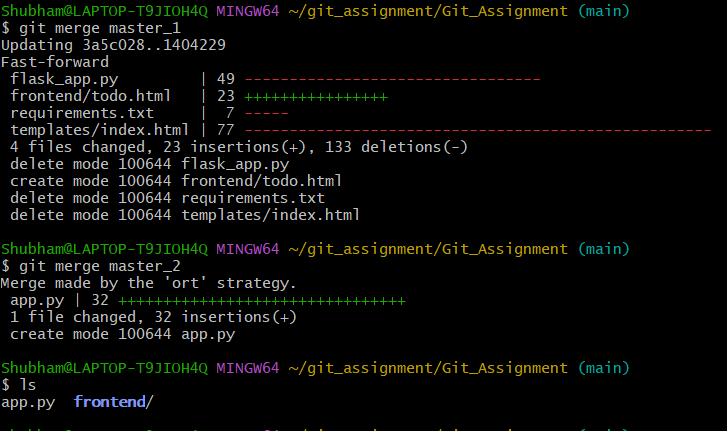 Shubham@LAPTOP-T9JIOH4Q MINGW64 ~/git_assignment/Git_Assignment (main)
$ git merge master_1
Updating 3a5c028..1404229
Fast-forward
 flask_app.py         | 49 ---------------------------------
 frontend/todo.html   | 23 ++++++++++++++++
 requirements.txt     |  7 -----
 templates/index.html | 77 ----------------------------------------------------
 4 files changed, 23 insertions(+), 133 deletions(-)
 delete mode 100644 flask_app.py
 create mode 100644 frontend/todo.html
 delete mode 100644 requirements.txt
 delete mode 100644 templates/index.html
Shubham@LAPTOP-T9JIOH4Q MINGW64 ~/git_assignment/Git_Assignment (main)
$ git merge master_2
Merge made by the 'ort' strategy.
 app.py | 32 ++++++++++++++++++++++++++++++++
 1 file changed, 32 insertions(+)
 create mode 100644 app.py
Shubham@LAPTOP-T9JIOH4Q MINGW64 ~/git_assignment/Git_Assignment (main)
$ ls
app.py  frontend/